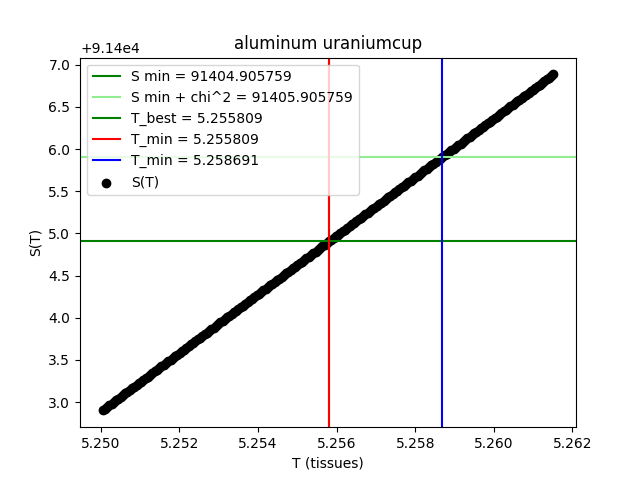 aluminum uraniumcup
+9.14e4
7.0
6.5
6.0
5.5
5.0
4.5
4.0
3.5
3.0
S(T)
S min = 91404.905759
S min + chi^2 = 91405.905759
T_best = 5.255809
T_min = 5.255809
T_min = 5.258691
S(T)
5.250 5.252 5.254 5.256 5.258 5.260 5.262
T (tissues)